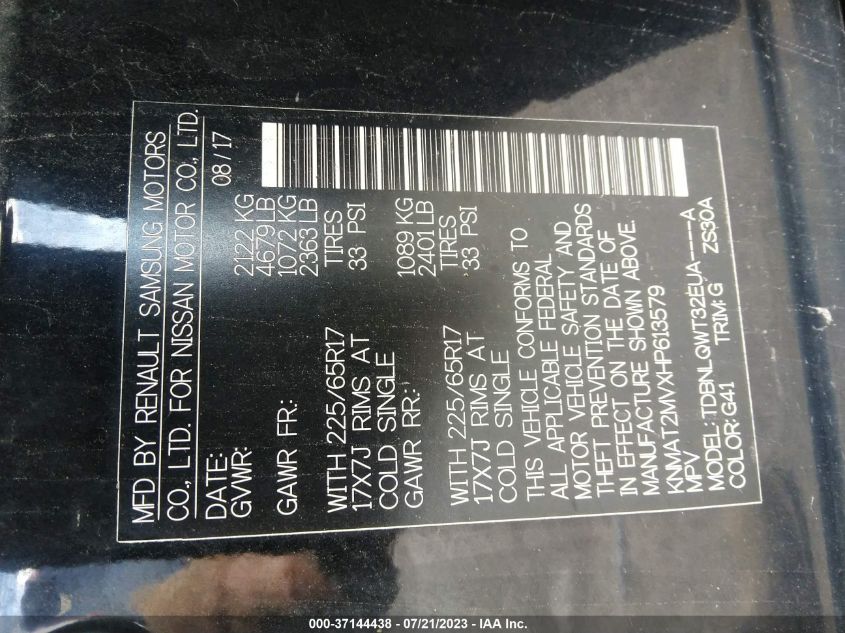 MFD BY RENAULT SAMSUNG MOTORS
CO., LTD. FOR NISSAN MOTOR CO., LTD.
DATE: 08/17
GVWR: 2122 KG
4679 LB
GAWR FR: 1072 KG
2363 LB
WITH 225/65R17 TIRES
17X7J RIMS AT 33 PSI
COLD SINGLE
GAWR RR: 1089 KG
2401 LB
WITH 225/65R17 TIRES
17X7J RIMS AT 33 PSI
COLD SINGLE
THIS VEHICLE CONFORMS TO
ALL APPLICABLE FEDERAL
MOTOR VEHICLE SAFETY AND
THEFT PREVENTION STANDARDS
IN EFFECT ON THE DATE OF
MANUFACTURE SHOWN ABOVE.
KNMAT2MVXHP613579
MPV
MODEL: TDBNLQWT32EUA----A
COLOR: G41 TRIM: G ZS30A
000-37144438 - 07/21/2023 - IAA Inc.